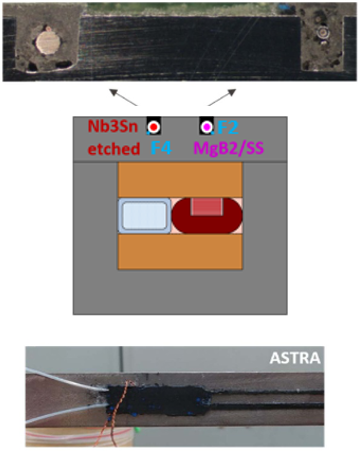 Nb3Sn F2
etched F4 MgB2/SS
ASTRA